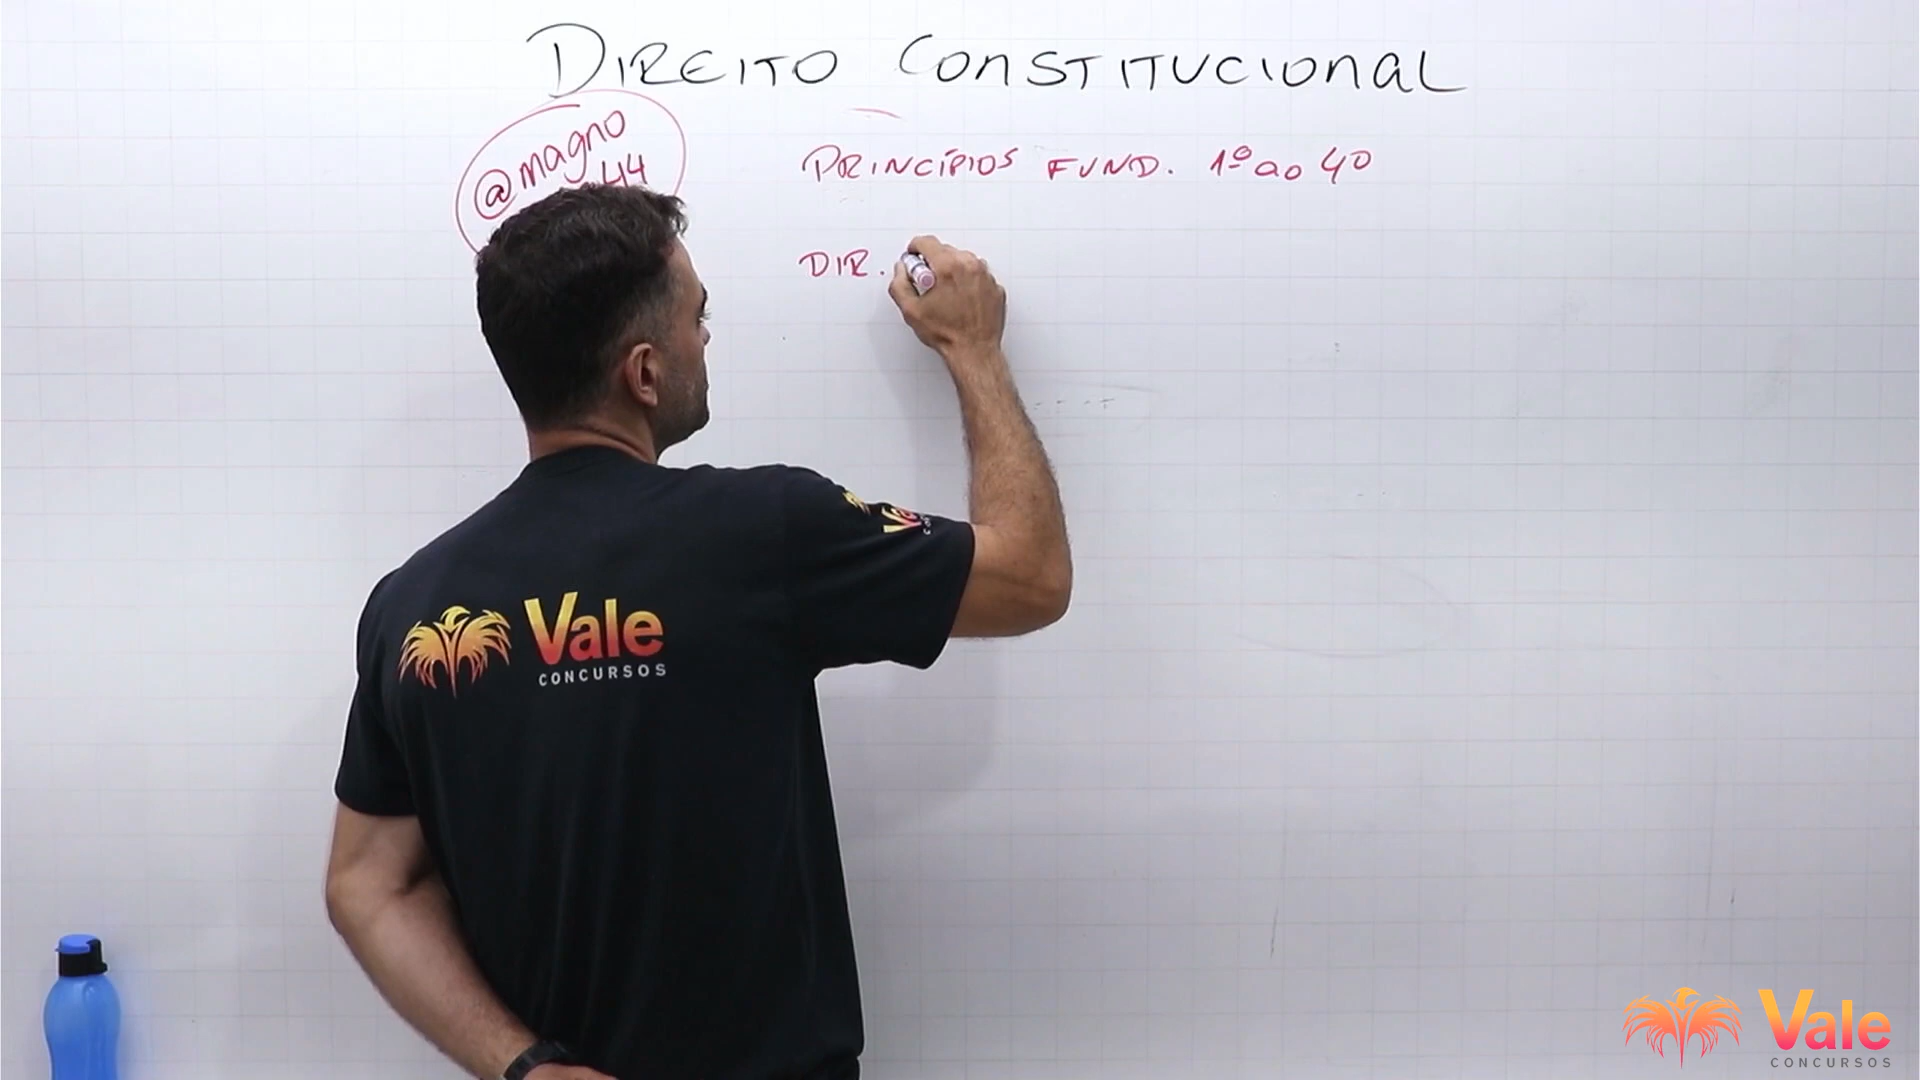 DIREITO CONSTITUCIONAL
@magno
44
PRINCÍPIOS FUND. 1º ao 4º
DIR.
Vale
CONCURSOS
Vale
CONCURSOS